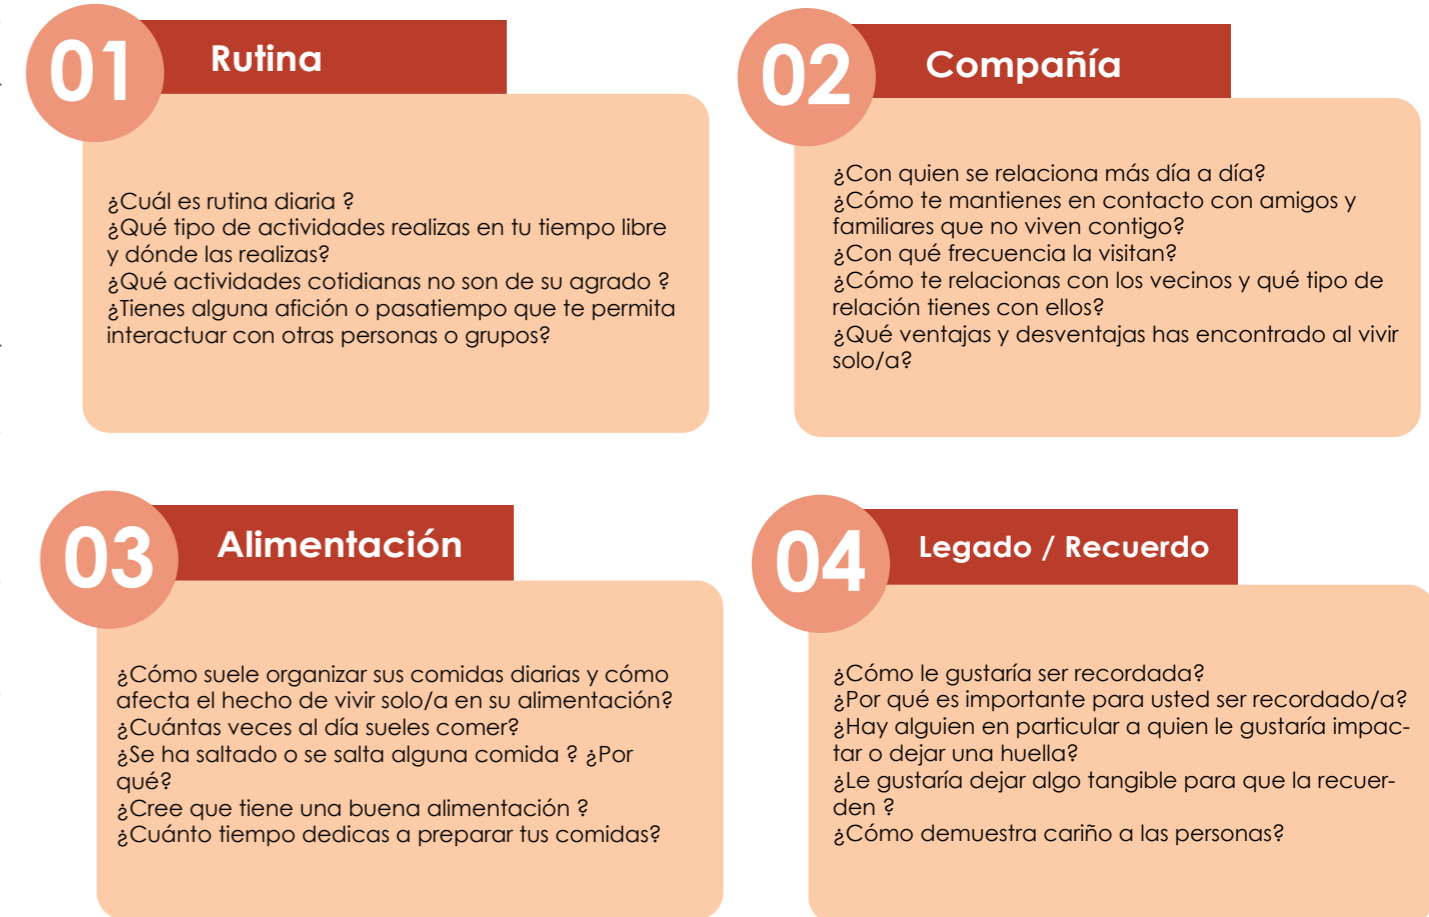 01
Rutina
¿Cuál es rutina diaria ?
¿Qué tipo de actividades realizas en tu tiempo libre
y dónde las realizas?
¿Qué actividades cotidianas no son de su agrado ?
¿Tienes alguna afición o pasatiempo que te permita
interactuar con otras personas o grupos?
02
Compañía
¿Con quien se relaciona más día a día?
¿Cómo te mantienes en contacto con amigos y
familiares que no viven contigo?
¿Con qué frecuencia la visitan?
¿Cómo te relacionas con los vecinos y qué tipo de
relación tienes con ellos?
¿Qué ventajas y desventajas has encontrado al vivir
solo/a?
03
Alimentación
¿Cómo suele organizar sus comidas diarias y cómo
afecta el hecho de vivir solo/a en su alimentación?
¿Cuántas veces al día sueles comer?
¿Se ha saltado o se salta alguna comida ? ¿Por
qué?
¿Cree que tiene una buena alimentación ?
¿Cuánto tiempo dedicas a preparar tus comidas?
04
Legado / Recuerdo
¿Cómo le gustaría ser recordada?
¿Por qué es importante para usted ser recordado/a?
¿Hay alguien en particular a quien le gustaría impac-
tar o dejar una huella?
¿Le gustaría dejar algo tangible para que la recuer-
den ?
¿Cómo demuestra cariño a las personas?